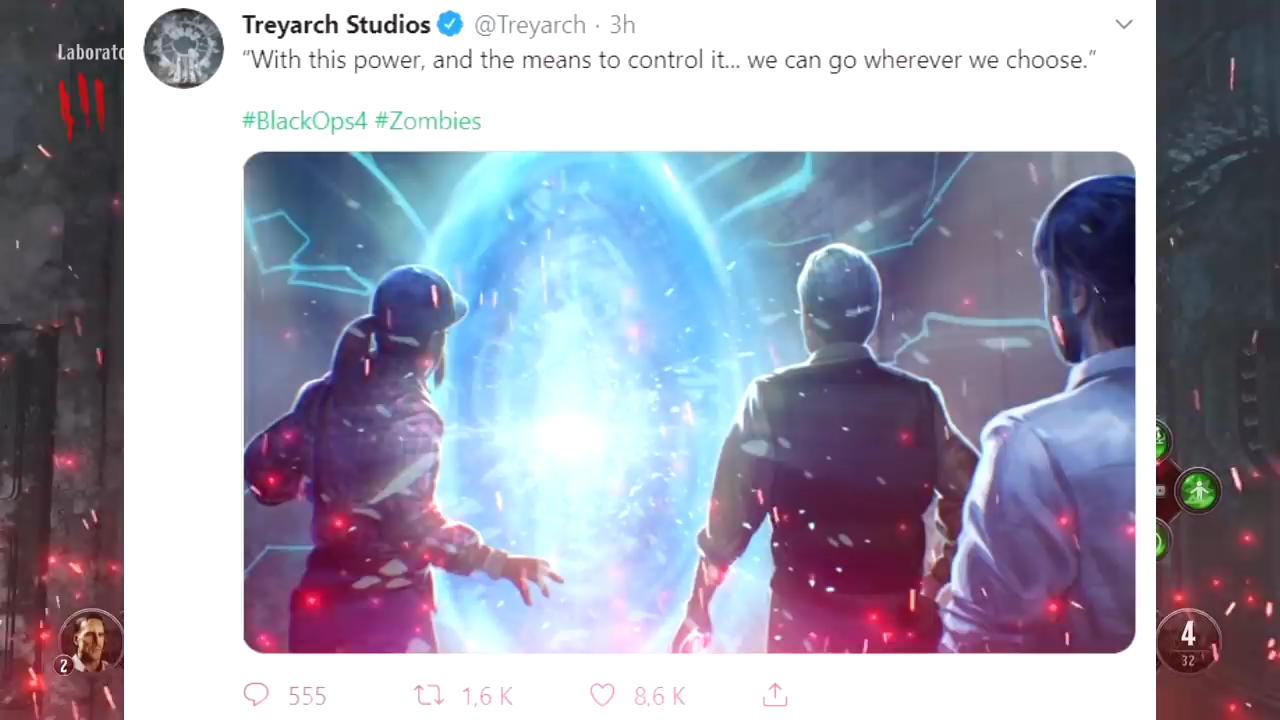 Treyarch Studios @Treyarch · 3h
“With this power, and the means to control it... we can go wherever we choose.”
#BlackOps4 #Zombies
Laborato
2
4
32
555 1,6 K 8,6 K